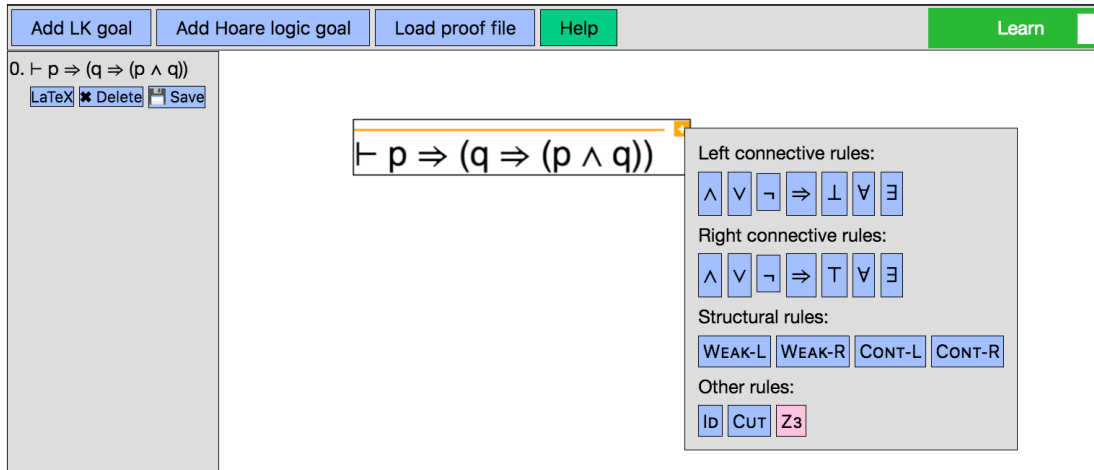 Add LK goal Add Hoare logic goal Load proof file Help Learn
0. ⊢ p ⇒ (q ⇒ (p ∧ q))
LaTeX ✖ Delete 💾 Save
⊢ p ⇒ (q ⇒ (p ∧ q))
+
Left connective rules:
∧ ∨ ¬ ⇒ ⊥ ∀ ∃
Right connective rules:
∧ ∨ ¬ ⇒ ⊤ ∀ ∃
Structural rules:
Weak-L Weak-R Cont-L Cont-R
Other rules:
Id Cut Z3